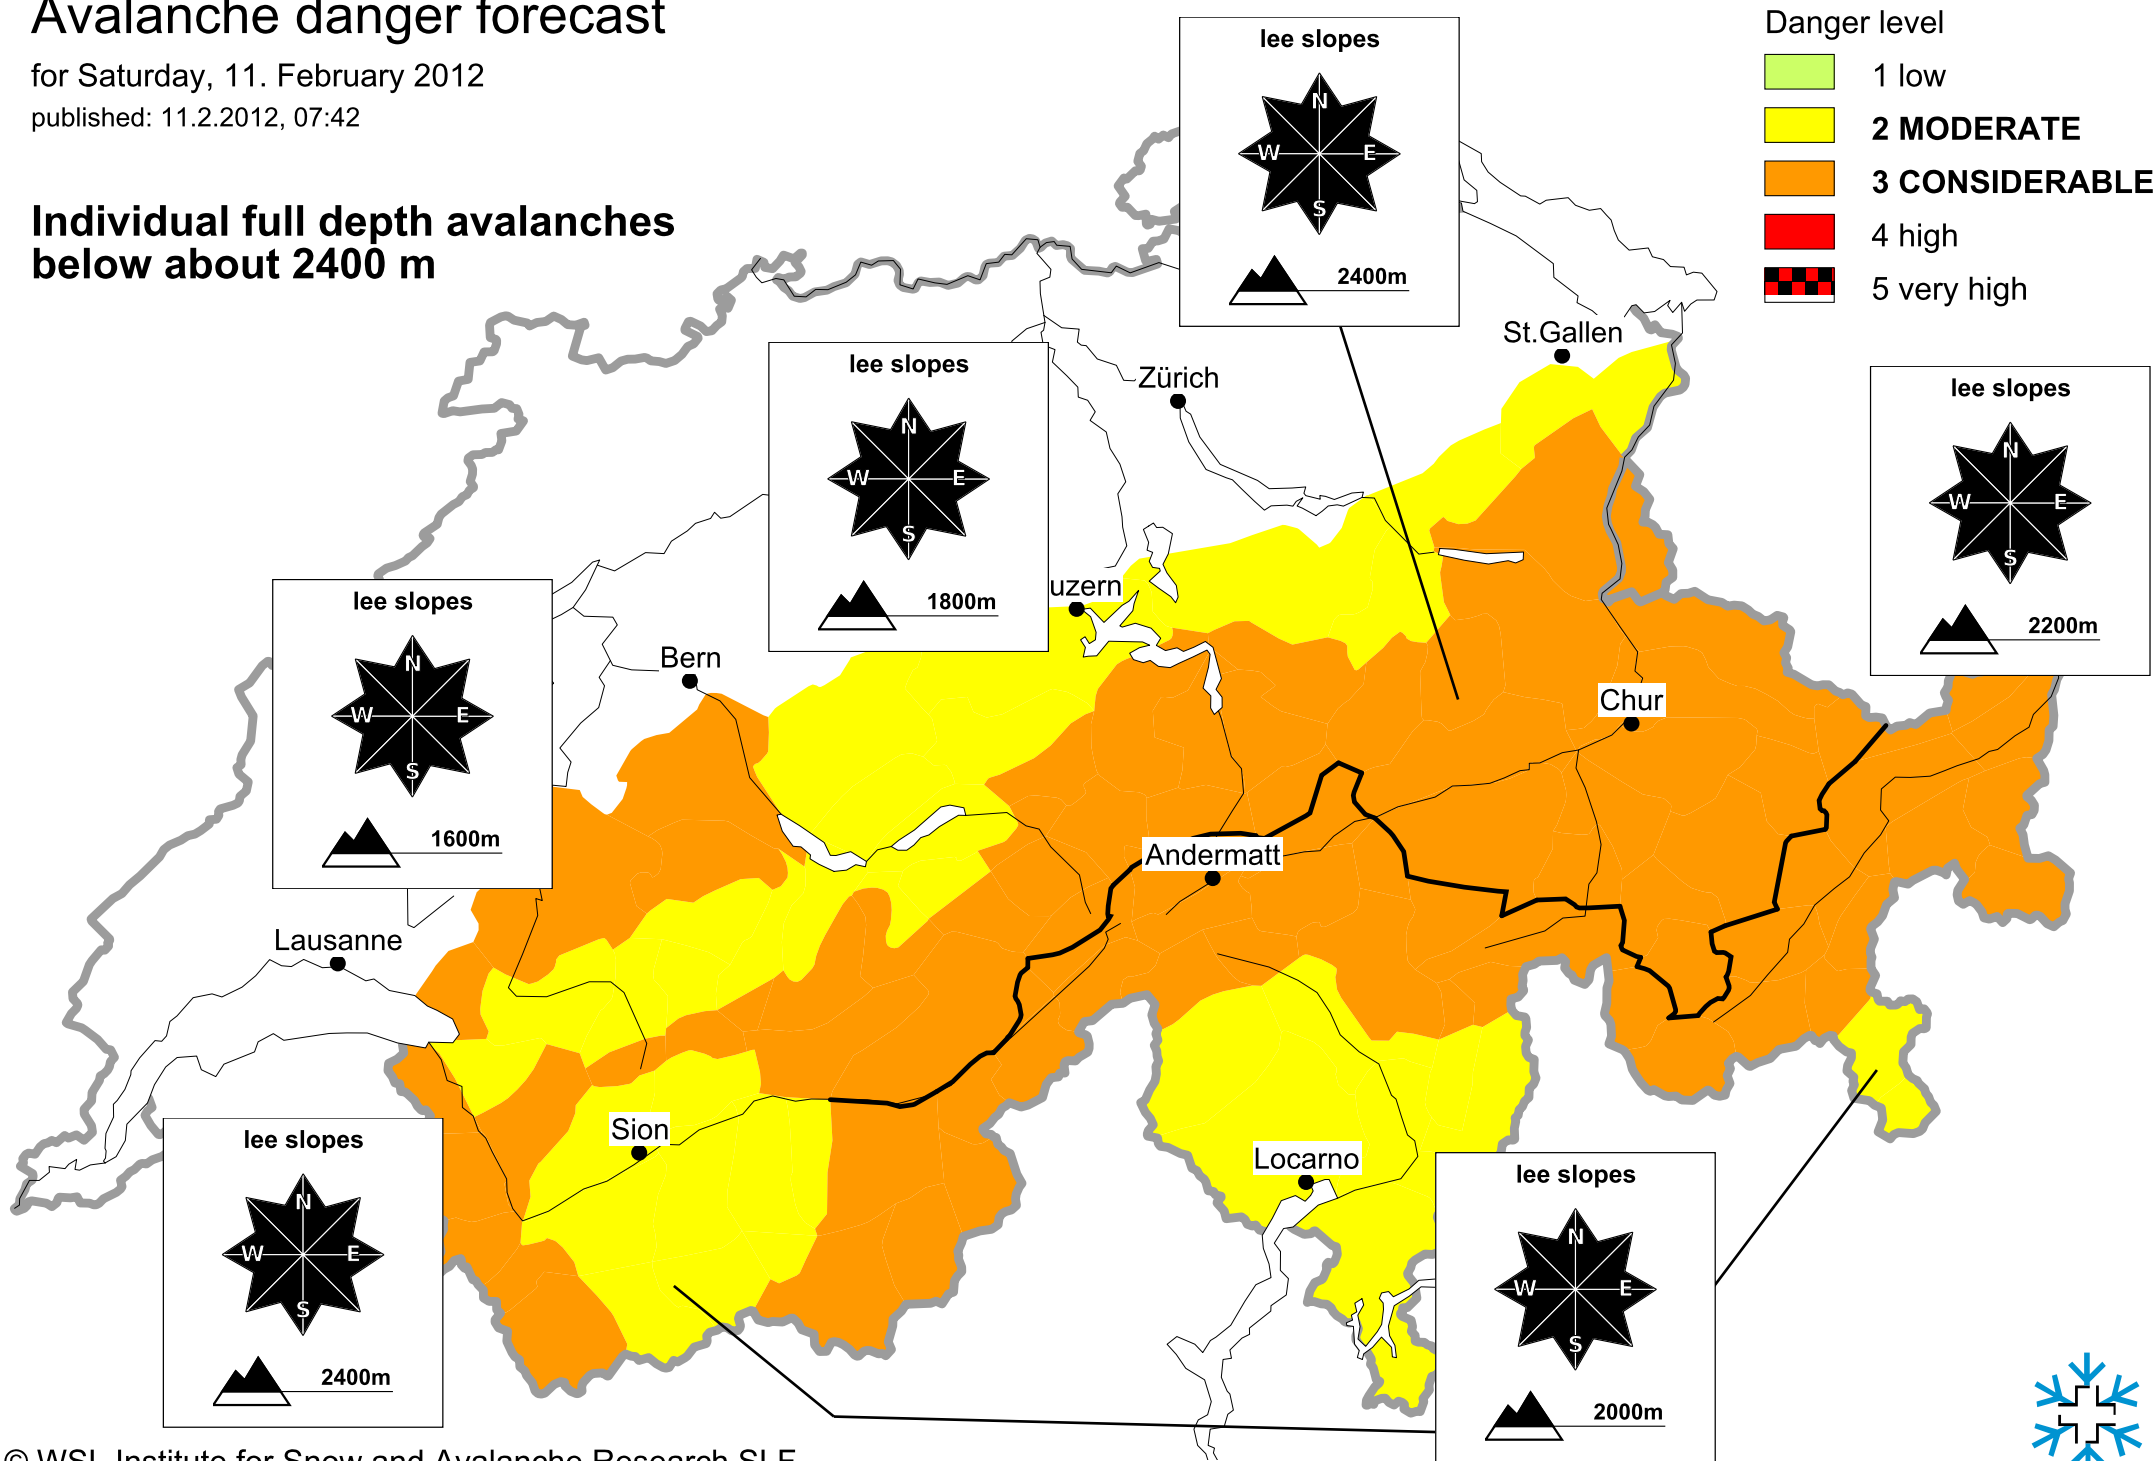 Avalanche danger forecast
for Saturday, 11. February 2012
published: 11.2.2012, 07:42
Individual full depth avalanches
below about 2400 m
Danger level
1 low
2 MODERATE
3 CONSIDERABLE
4 high
5 very high
lee slopes
N
W E
S
2400m
lee slopes
N
W E
S
1800m
lee slopes
N
W E
S
2200m
lee slopes
N
W E
S
1600m
lee slopes
N
W E
S
2400m
lee slopes
N
W E
S
2000m
St.Gallen
Zürich
uzern
Bern
Chur
Andermatt
Lausanne
Sion
Locarno
© WSL Institute for Snow and Avalanche Research SLF